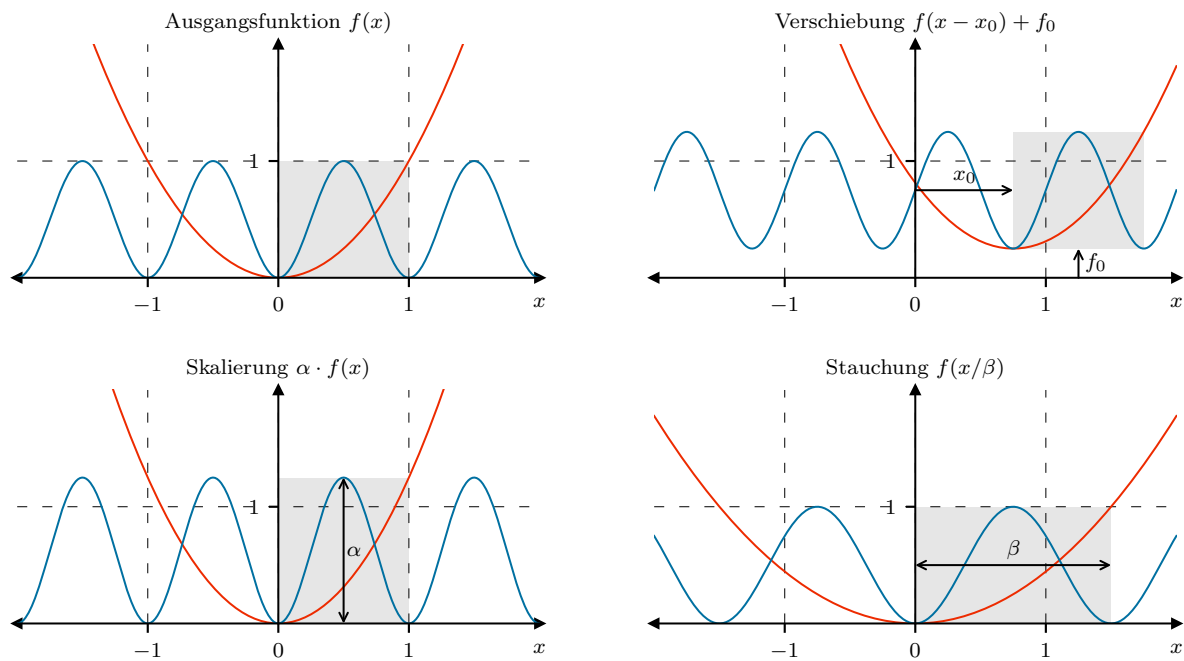 Ausgangsfunktion f(x)
1
−1 0 1 x
Verschiebung f(x − x₀) + f₀
1
x₀
f₀
−1 0 1 x
Skalierung α · f(x)
1
α
−1 0 1 x
Stauchung f(x/β)
1
β
−1 0 1 x